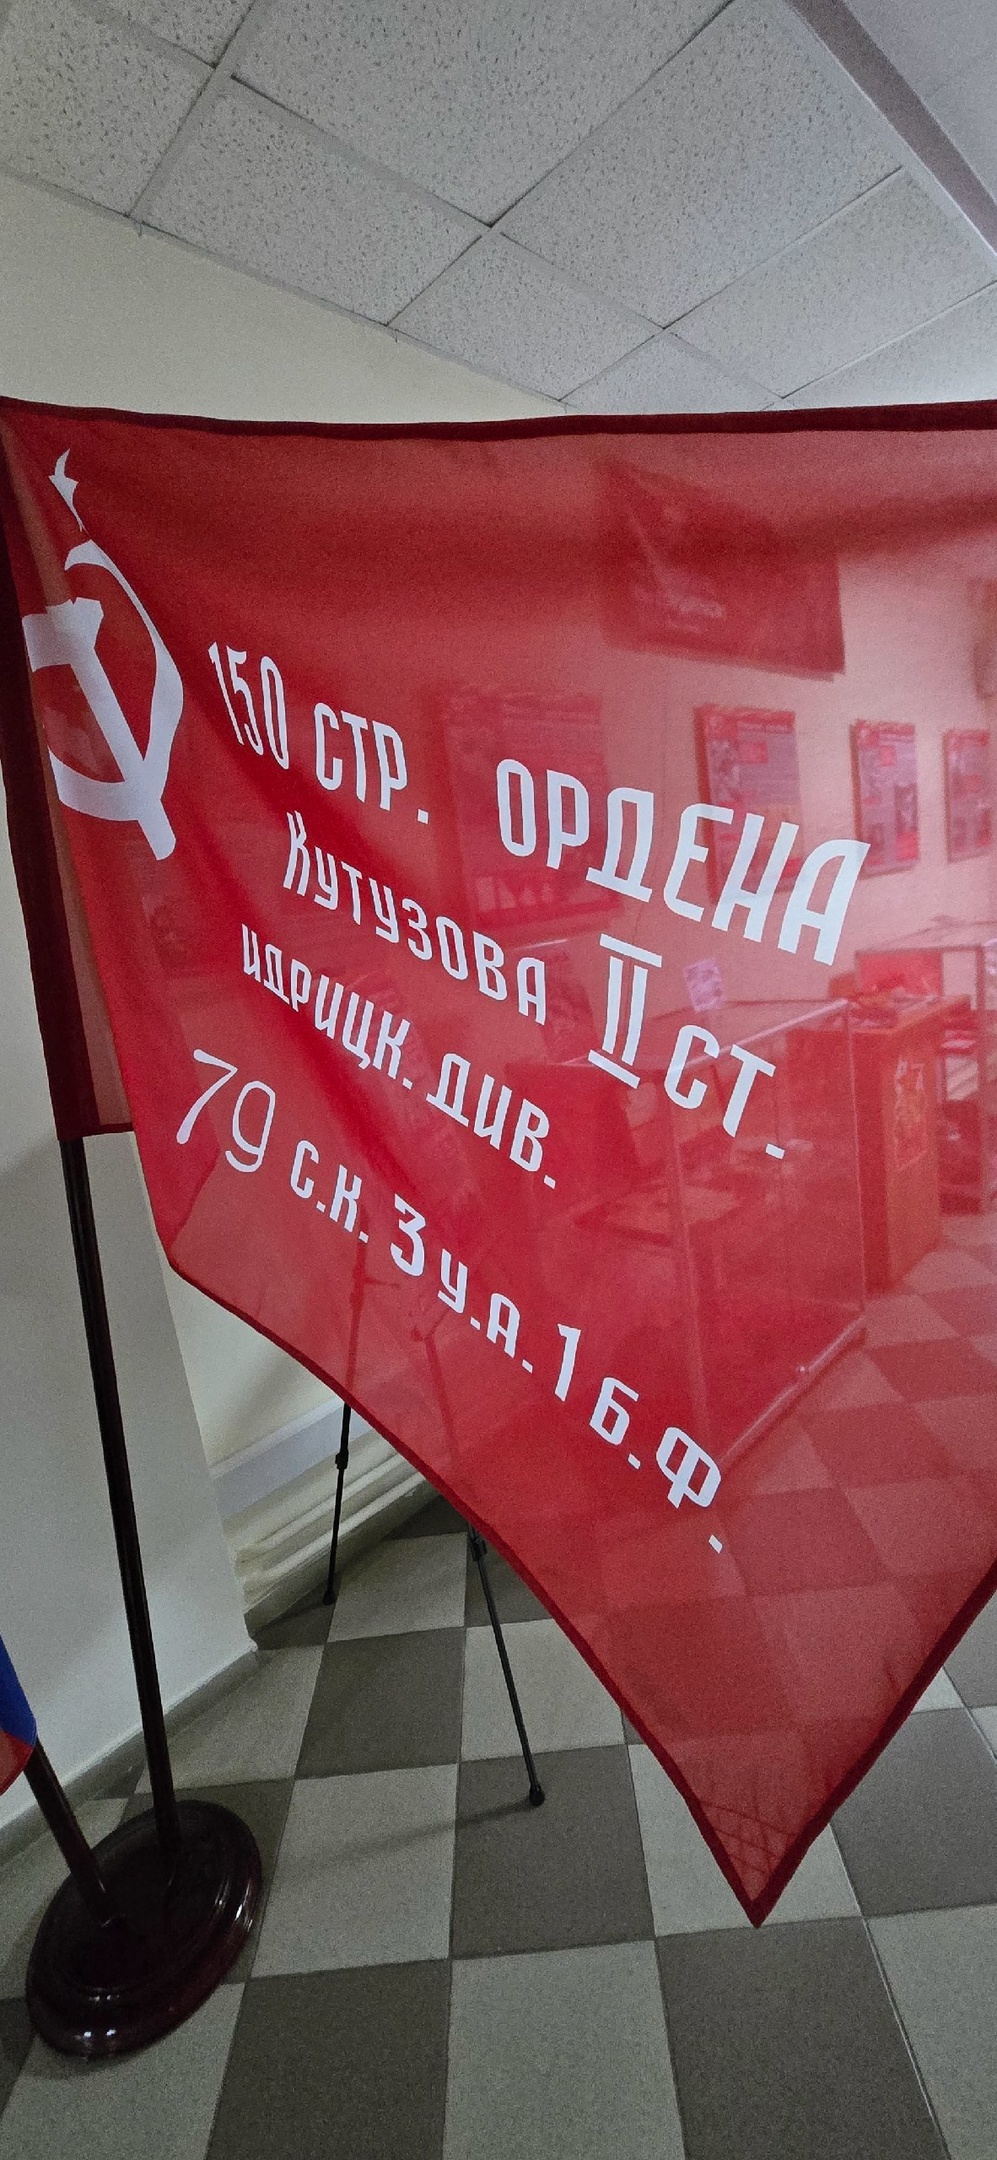 150 СТР. ОРДЕНА
КУТУЗОВА II СТ.
ИДРИЦК. ДИВ.
79 С.К. 3 У.А. 1 Б.Ф.